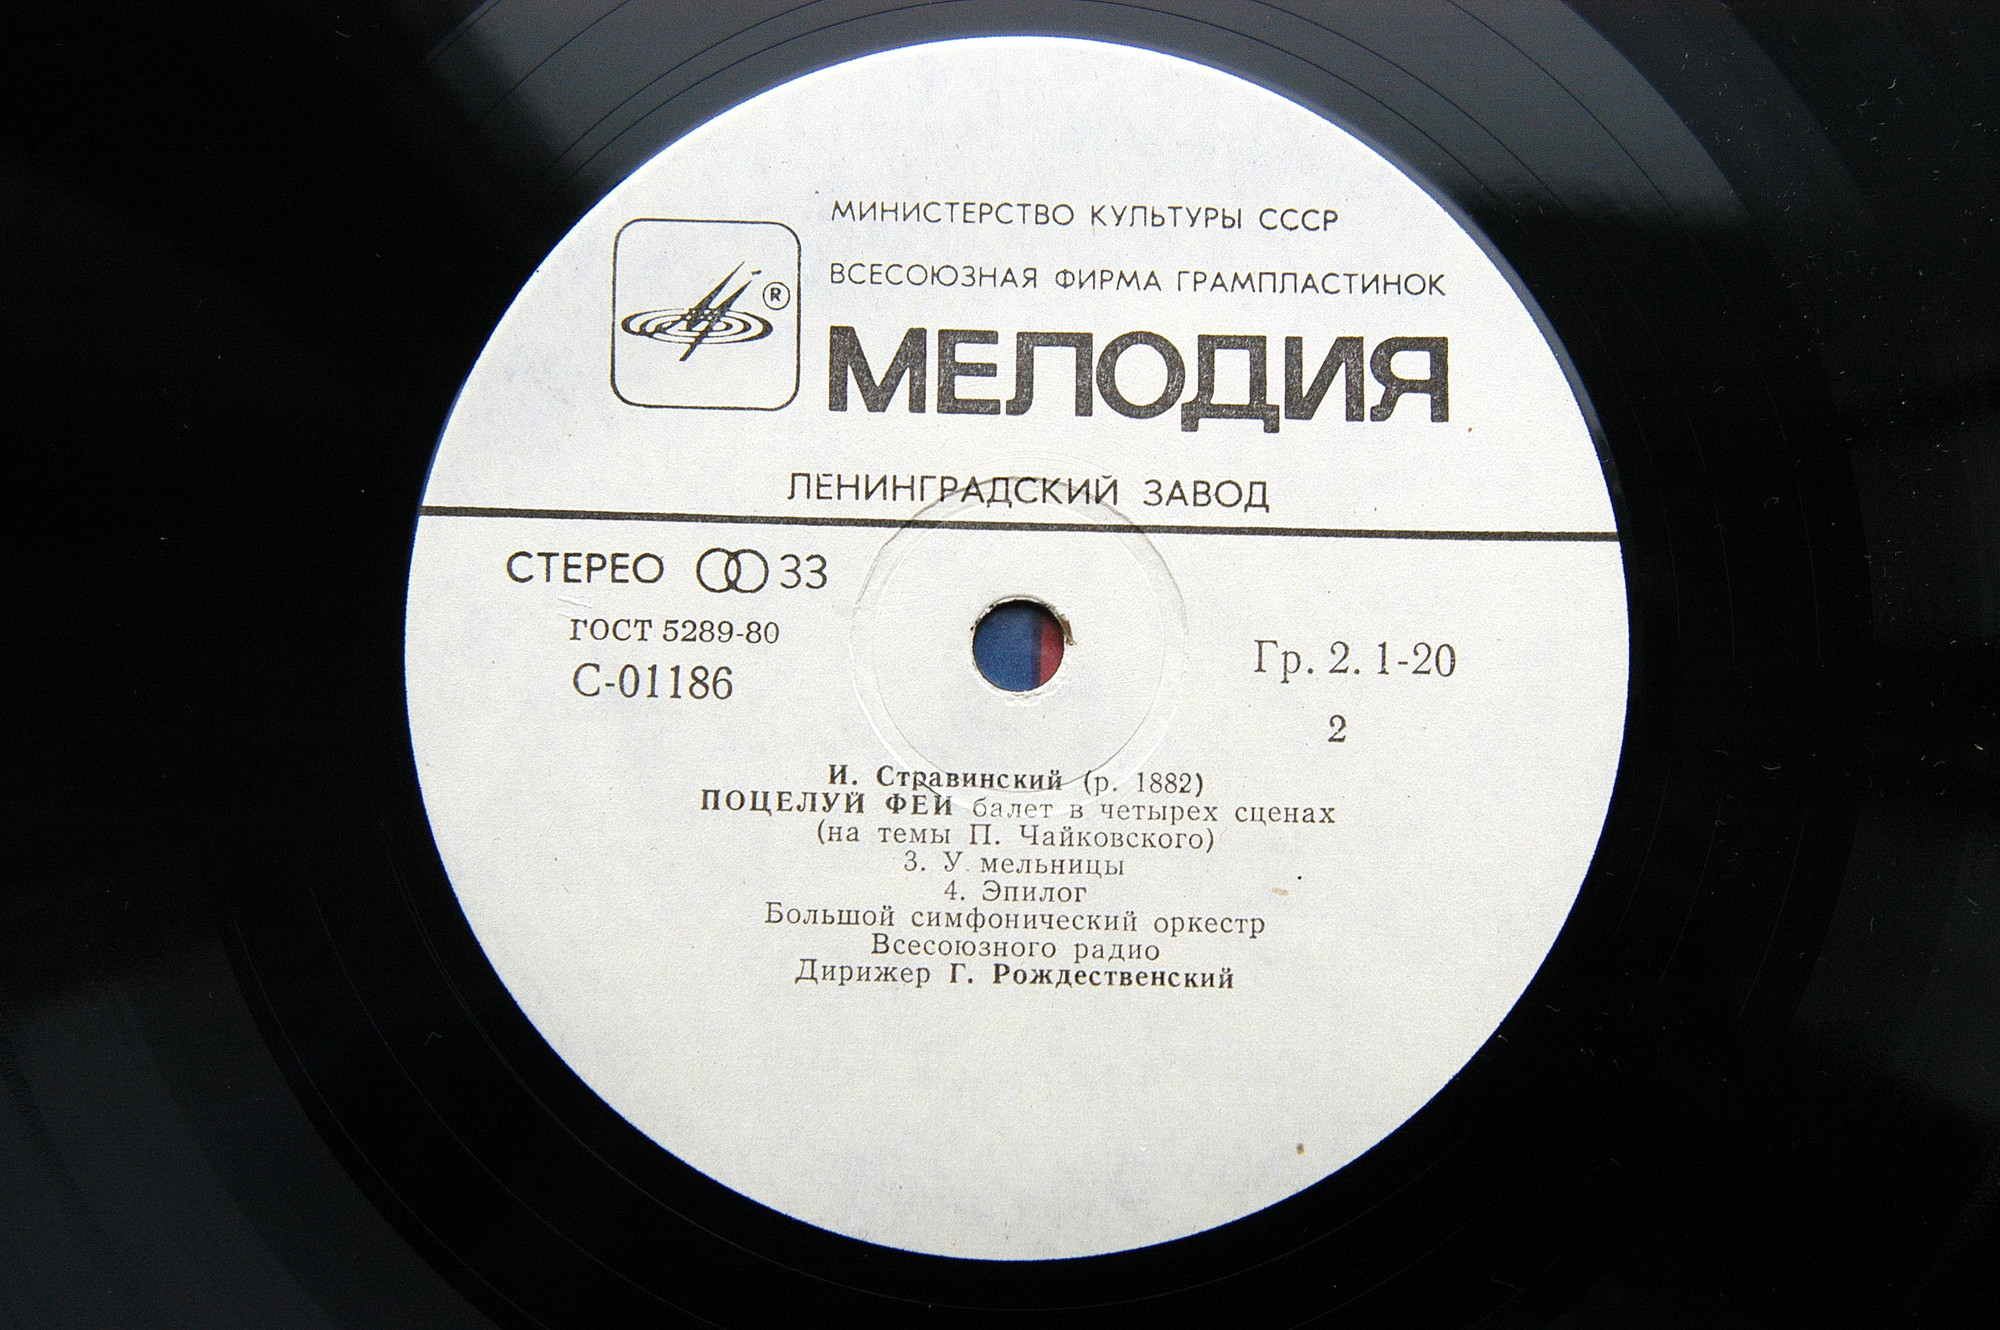 МИНИСТЕРСТВО КУЛЬТУРЫ СССР
ВСЕСОЮЗНАЯ ФИРМА ГРАМПЛАСТИНОК
®
МЕЛОДИЯ
ЛЕНИНГРАДСКИЙ ЗАВОД
СТЕРЕО 33
ГОСТ 5289-80
С-01186
Гр. 2. 1-20
2
И. Стравинский (р. 1882)
ПОЦЕЛУЙ ФЕИ балет в четырех сценах
(на темы П. Чайковского)
3. У мельницы
4. Эпилог
Большой симфонический оркестр
Всесоюзного радио
Дирижер Г. Рождественский